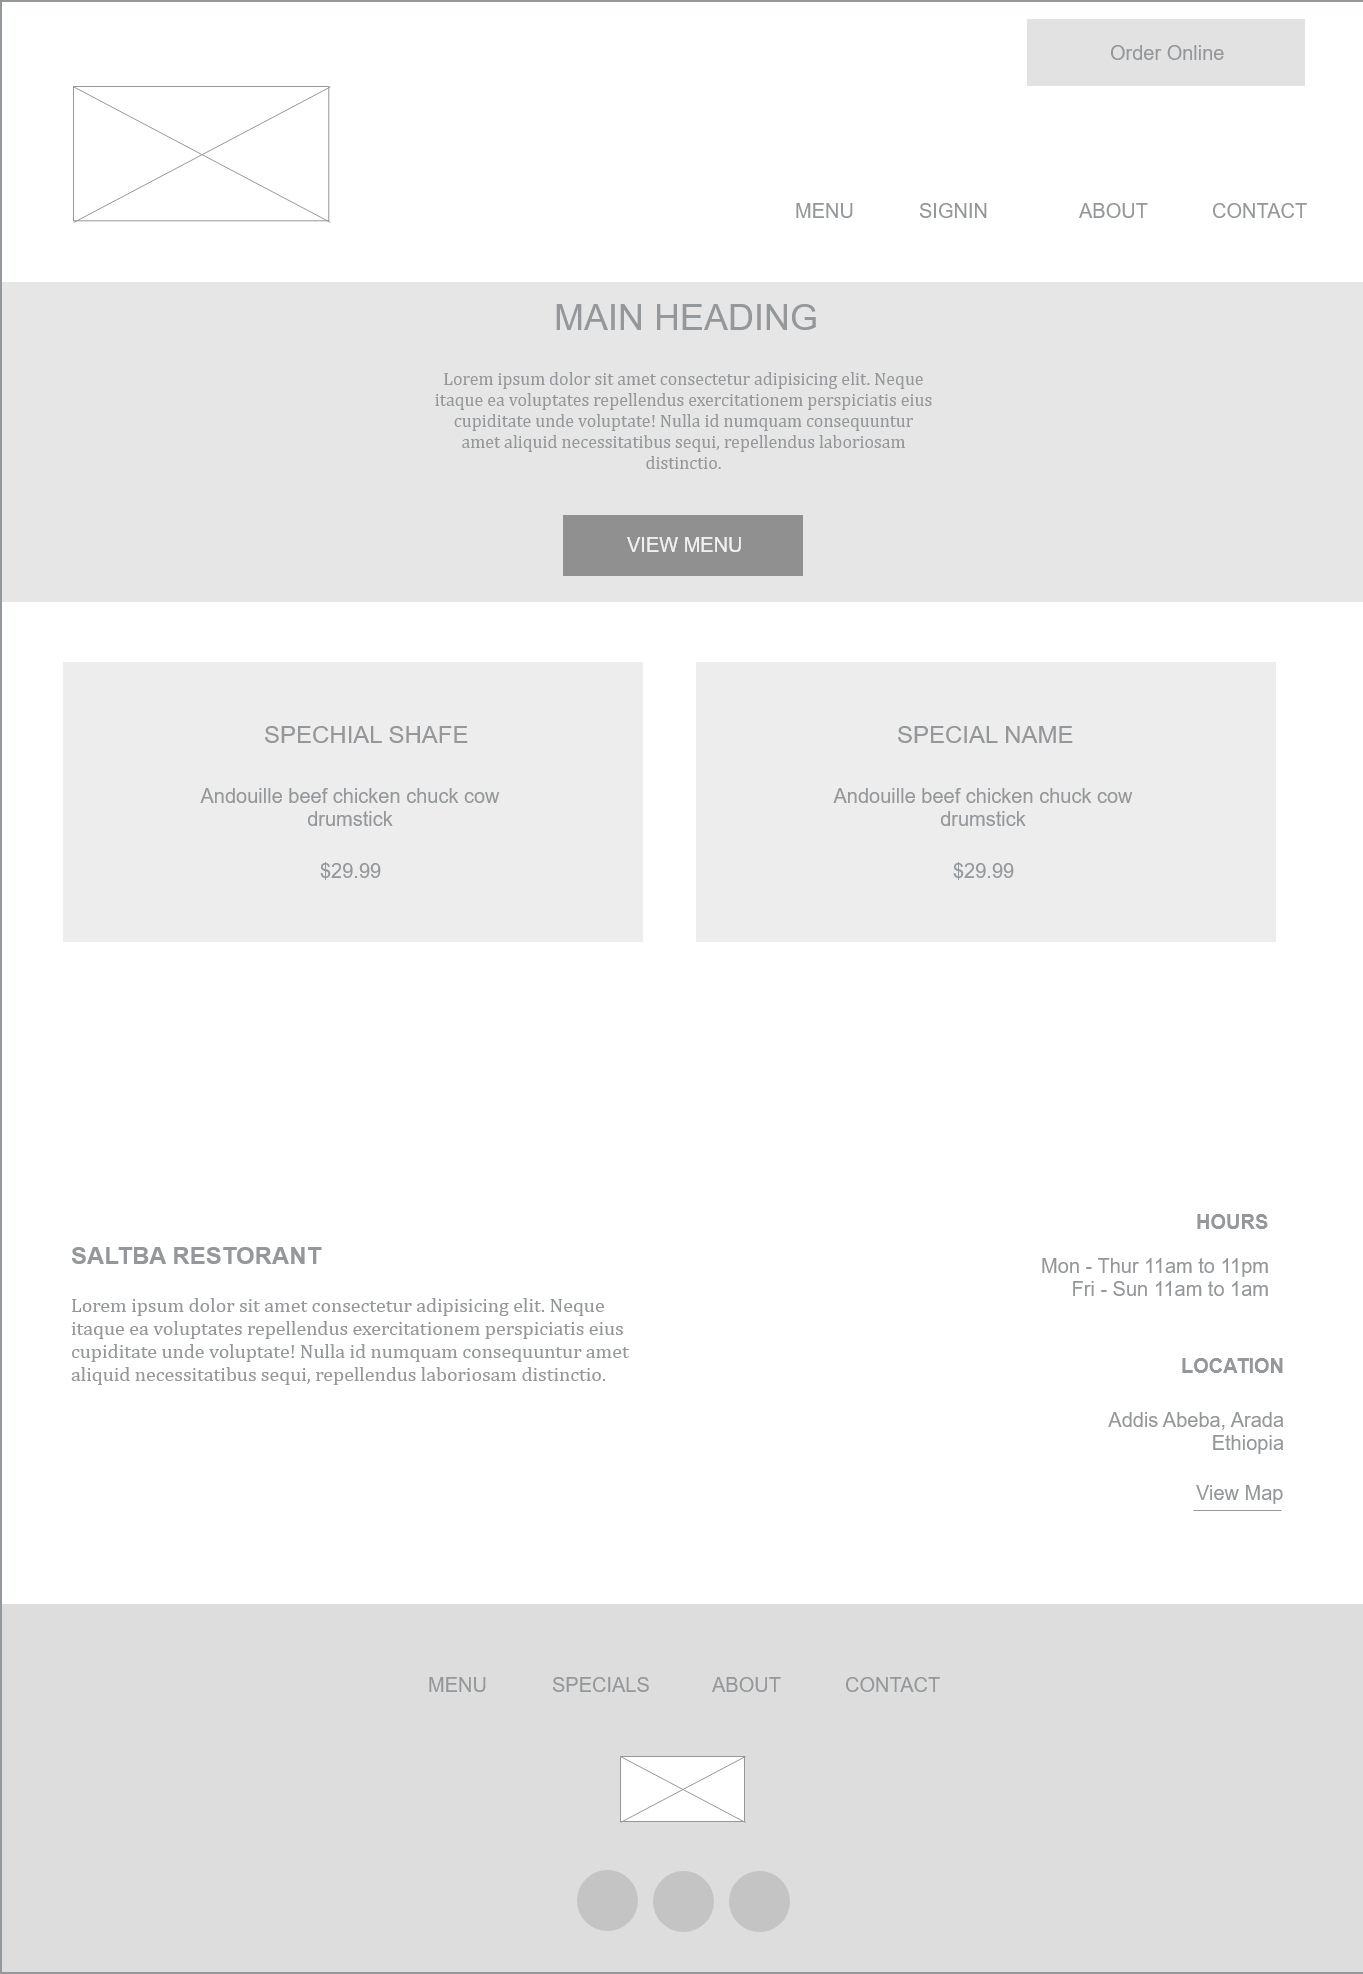 Order Online
MENU SIGNIN ABOUT CONTACT
MAIN HEADING
Lorem ipsum dolor sit amet consectetur adipisicing elit. Neque
itaque ea voluptates repellendus exercitationem perspiciatis eius
cupiditate unde voluptate! Nulla id numquam consequuntur
amet aliquid necessitatibus sequi, repellendus laboriosam
distinctio.
VIEW MENU
SPECHIAL SHAFE
Andouille beef chicken chuck cow
drumstick
$29.99
SPECIAL NAME
Andouille beef chicken chuck cow
drumstick
$29.99
SALTBA RESTORANT
Lorem ipsum dolor sit amet consectetur adipisicing elit. Neque
itaque ea voluptates repellendus exercitationem perspiciatis eius
cupiditate unde voluptate! Nulla id numquam consequuntur amet
aliquid necessitatibus sequi, repellendus laboriosam distinctio.
HOURS
Mon - Thur 11am to 11pm
Fri - Sun 11am to 1am
LOCATION
Addis Abeba, Arada
Ethiopia
View Map
MENU SPECIALS ABOUT CONTACT